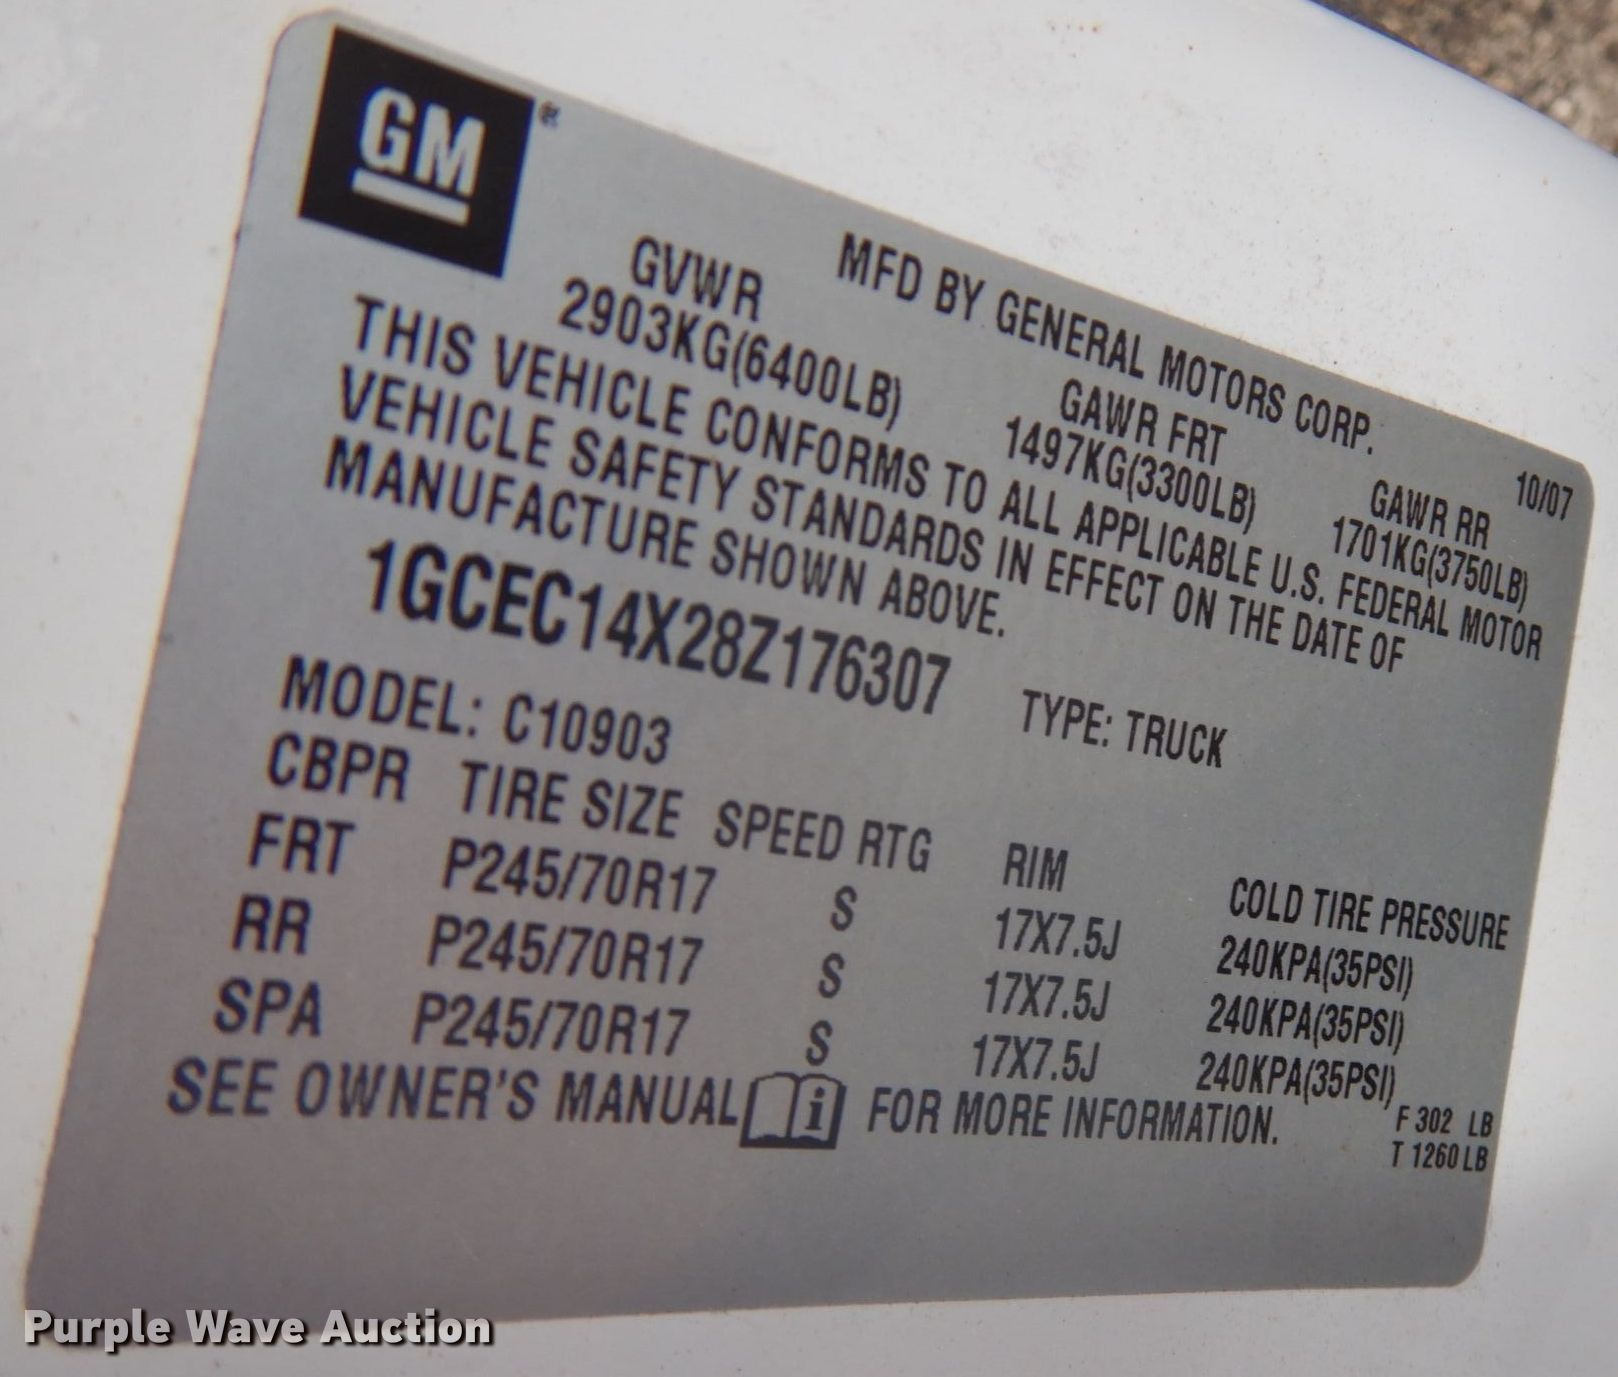 GM
MFD BY GENERAL MOTORS CORP.
10/07
GVWR GAWR FRT GAWR RR
2903KG(6400LB) 1497KG(3300LB) 1701KG(3750LB)
THIS VEHICLE CONFORMS TO ALL APPLICABLE U.S. FEDERAL MOTOR
VEHICLE SAFETY STANDARDS IN EFFECT ON THE DATE OF
MANUFACTURE SHOWN ABOVE.
1GCEC14X28Z176307 TYPE: TRUCK
MODEL: C10903
CBPR TIRE SIZE SPEED RTG RIM COLD TIRE PRESSURE
FRT P245/70R17 S 17X7.5J 240KPA(35PSI)
RR P245/70R17 S 17X7.5J 240KPA(35PSI)
SPA P245/70R17 S 17X7.5J 240KPA(35PSI)
SEE OWNER'S MANUAL i FOR MORE INFORMATION.
F 302 LB
T 1260 LB
Purple Wave Auction